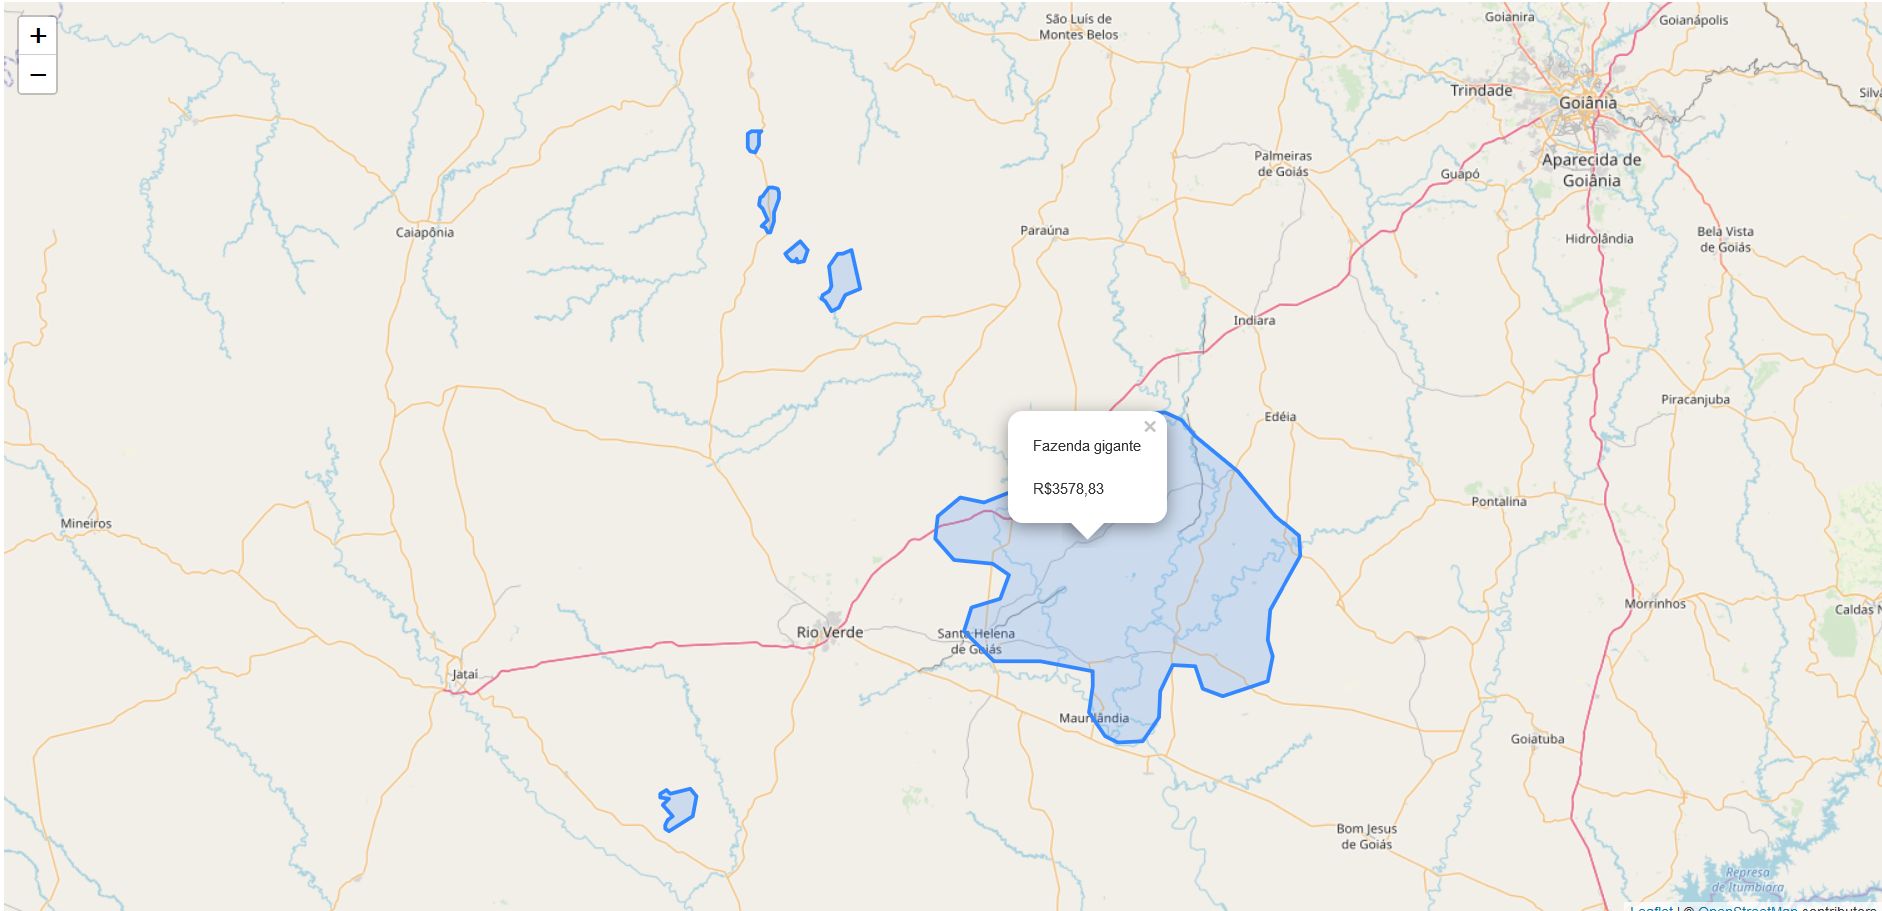 +
−
São Luís de
Montes Belos
Goianira
Goianápolis
Trindade
Goiânia
Aparecida de
Goiânia
Palmeiras
de Goiás
Guapó
Caiapônia
Paraúna
Hidrolândia
Bela Vista
de Goiás
Indiara
Piracanjuba
Edéia
×
Fazenda gigante
R$3578,83
Pontalina
Mineiros
Morrinhos
Caldas N
Rio Verde
Santa Helena
de Goiás
Jataí
Maurilândia
Goiatuba
Bom Jesus
de Goiás
Represa
de Itumbiara
Leaflet | © OpenStreetMap contributors